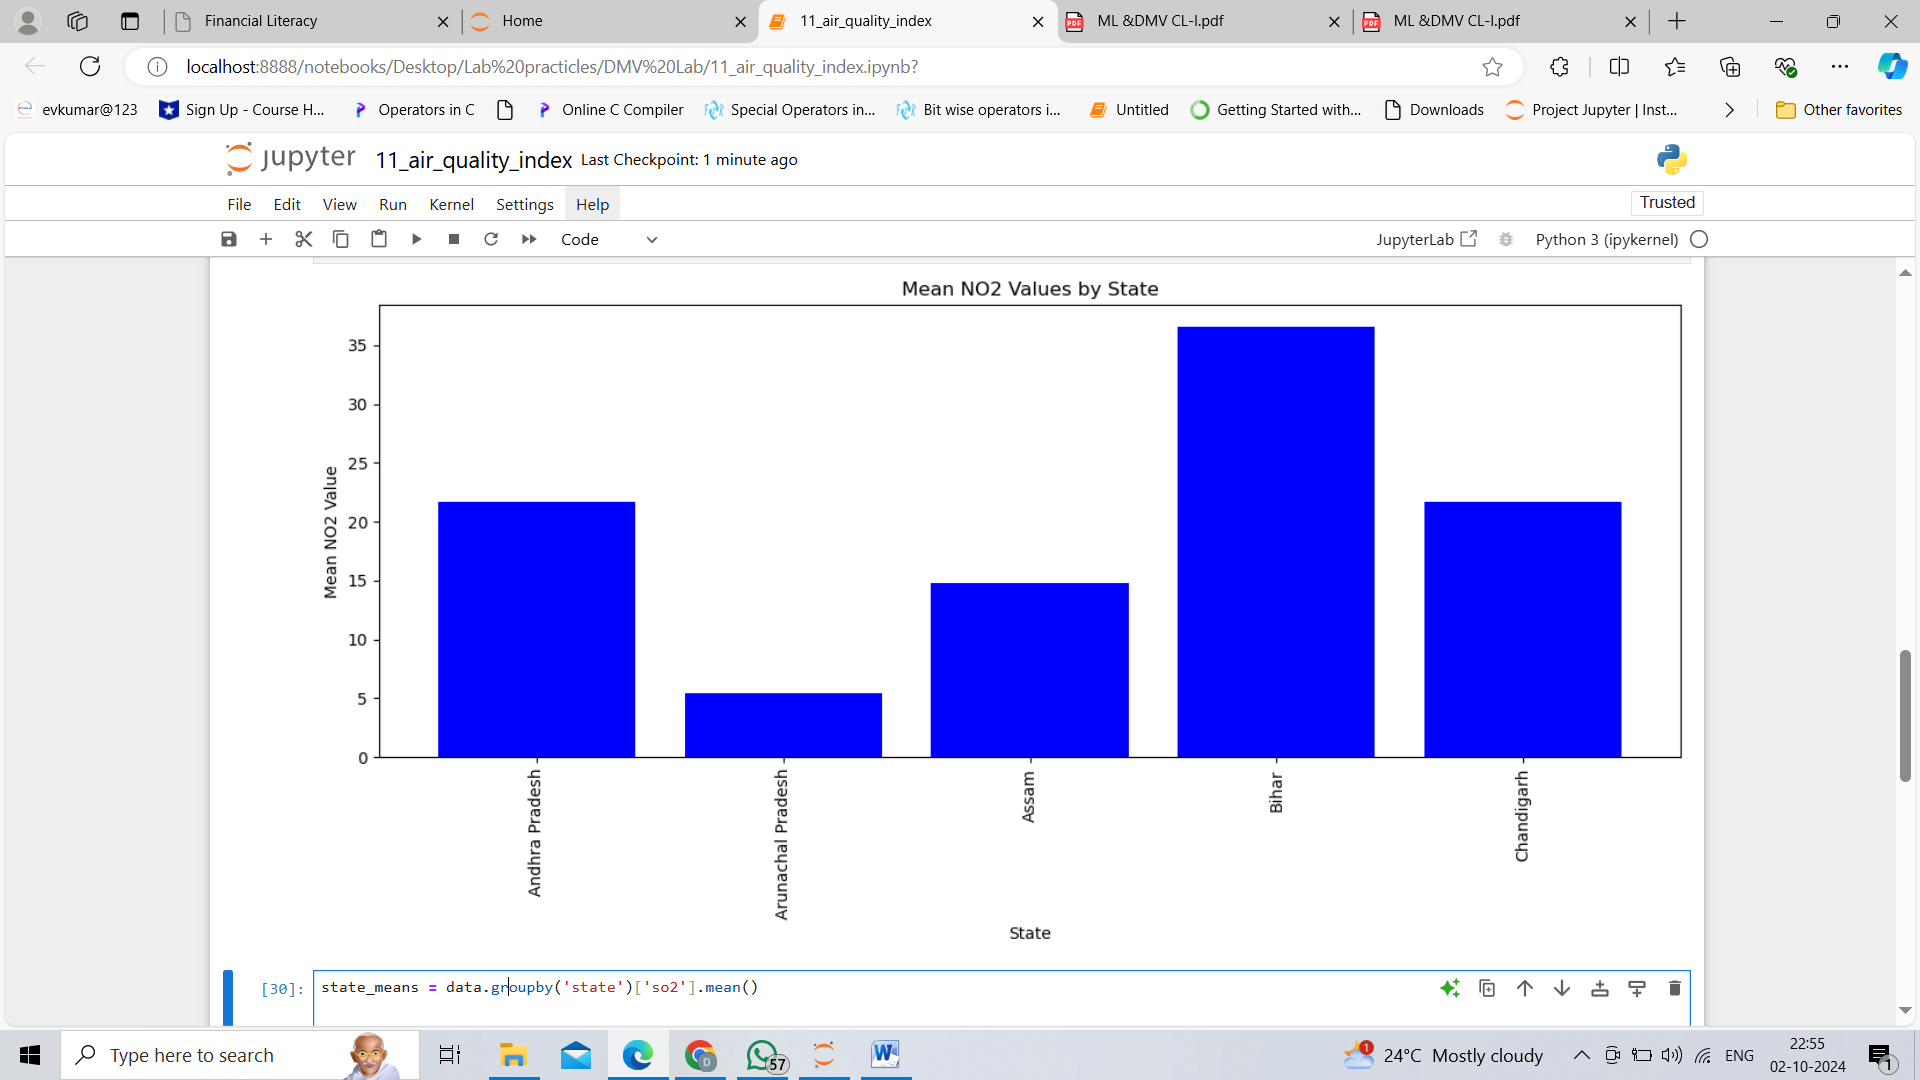 Financial Literacy
Home
11_air_quality_index
ML &DMV CL-I.pdf
ML &DMV CL-I.pdf
localhost:8888/notebooks/Desktop/Lab%20practicles/DMV%20Lab/11_air_quality_index.ipynb?
evkumar@123
Sign Up - Course H...
Operators in C
Online C Compiler
Special Operators in...
Bit wise operators i...
Untitled
Getting Started with...
Downloads
Project Jupyter | Inst...
Other favorites
jupyter
11_air_quality_index Last Checkpoint: 1 minute ago
File Edit View Run Kernel Settings Help
Trusted
Code
JupyterLab
Python 3 (ipykernel)
Mean NO2 Values by State
Mean NO2 Value
35
30
25
20
15
10
5
0
Andhra Pradesh
Arunachal Pradesh
Assam
Bihar
Chandigarh
State
[30]:
state_means = data.groupby('state')['so2'].mean()
Type here to search
D
57
W
1
24°C Mostly cloudy
ENG
22:55
02-10-2024
1